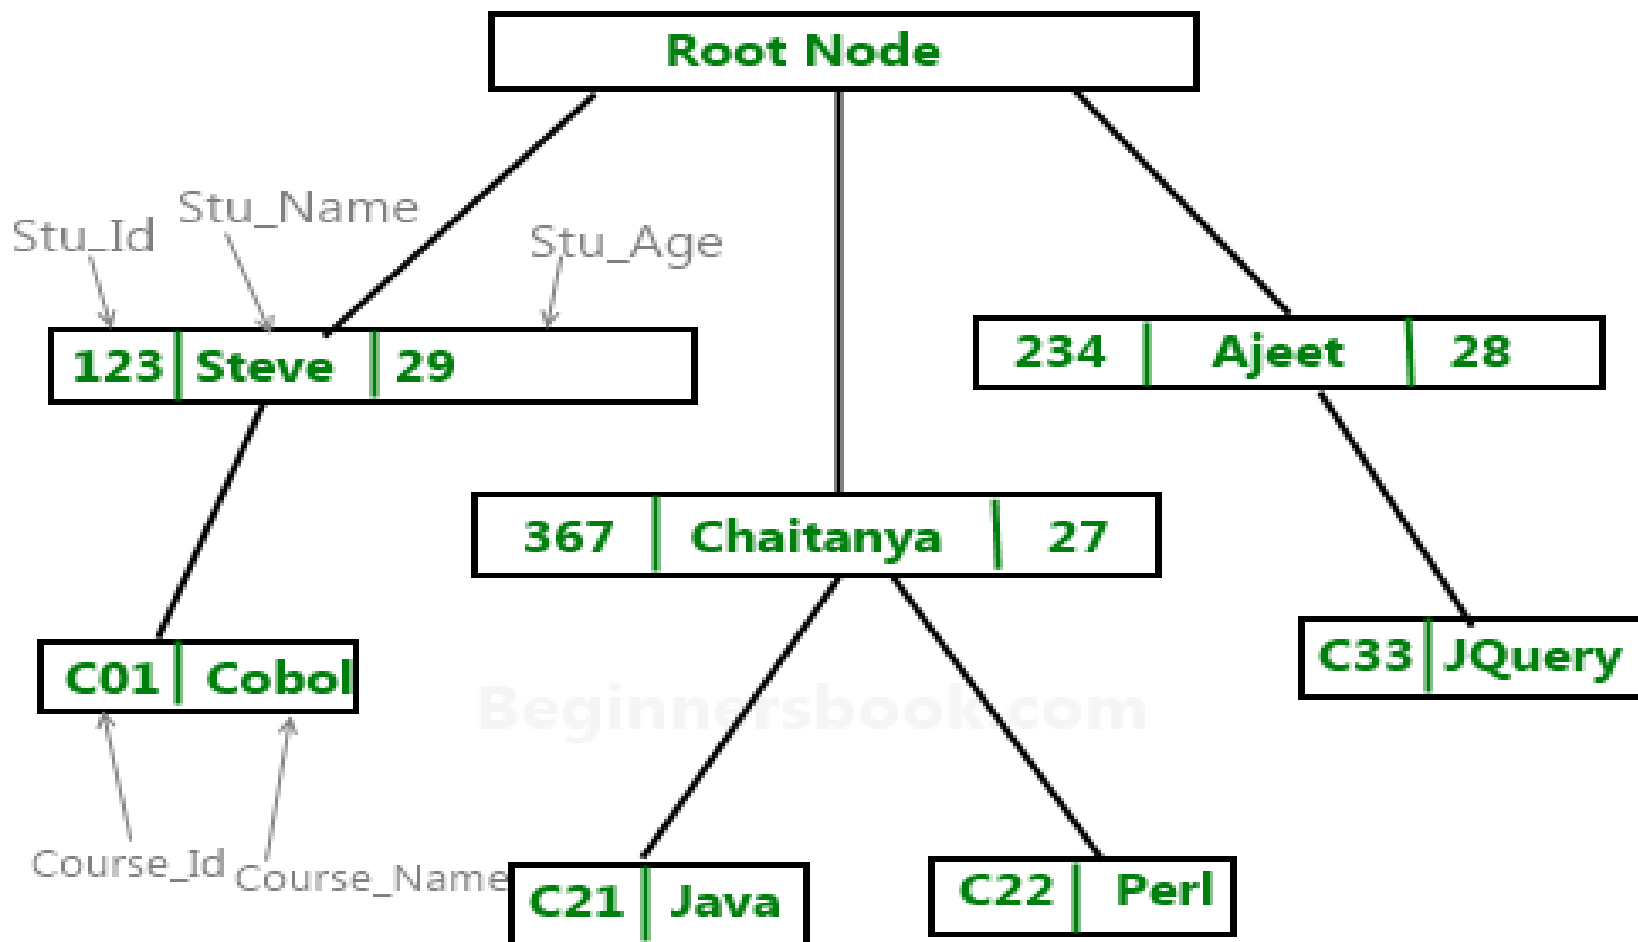 Root Node
Stu_Id
Stu_Name
Stu_Age
123 Steve 29
234 Ajeet 28
367 Chaitanya 27
C01 Cobol
C33 JQuery
Beginnersbook.com
Course_Id
Course_Name
C21 Java
C22 Perl